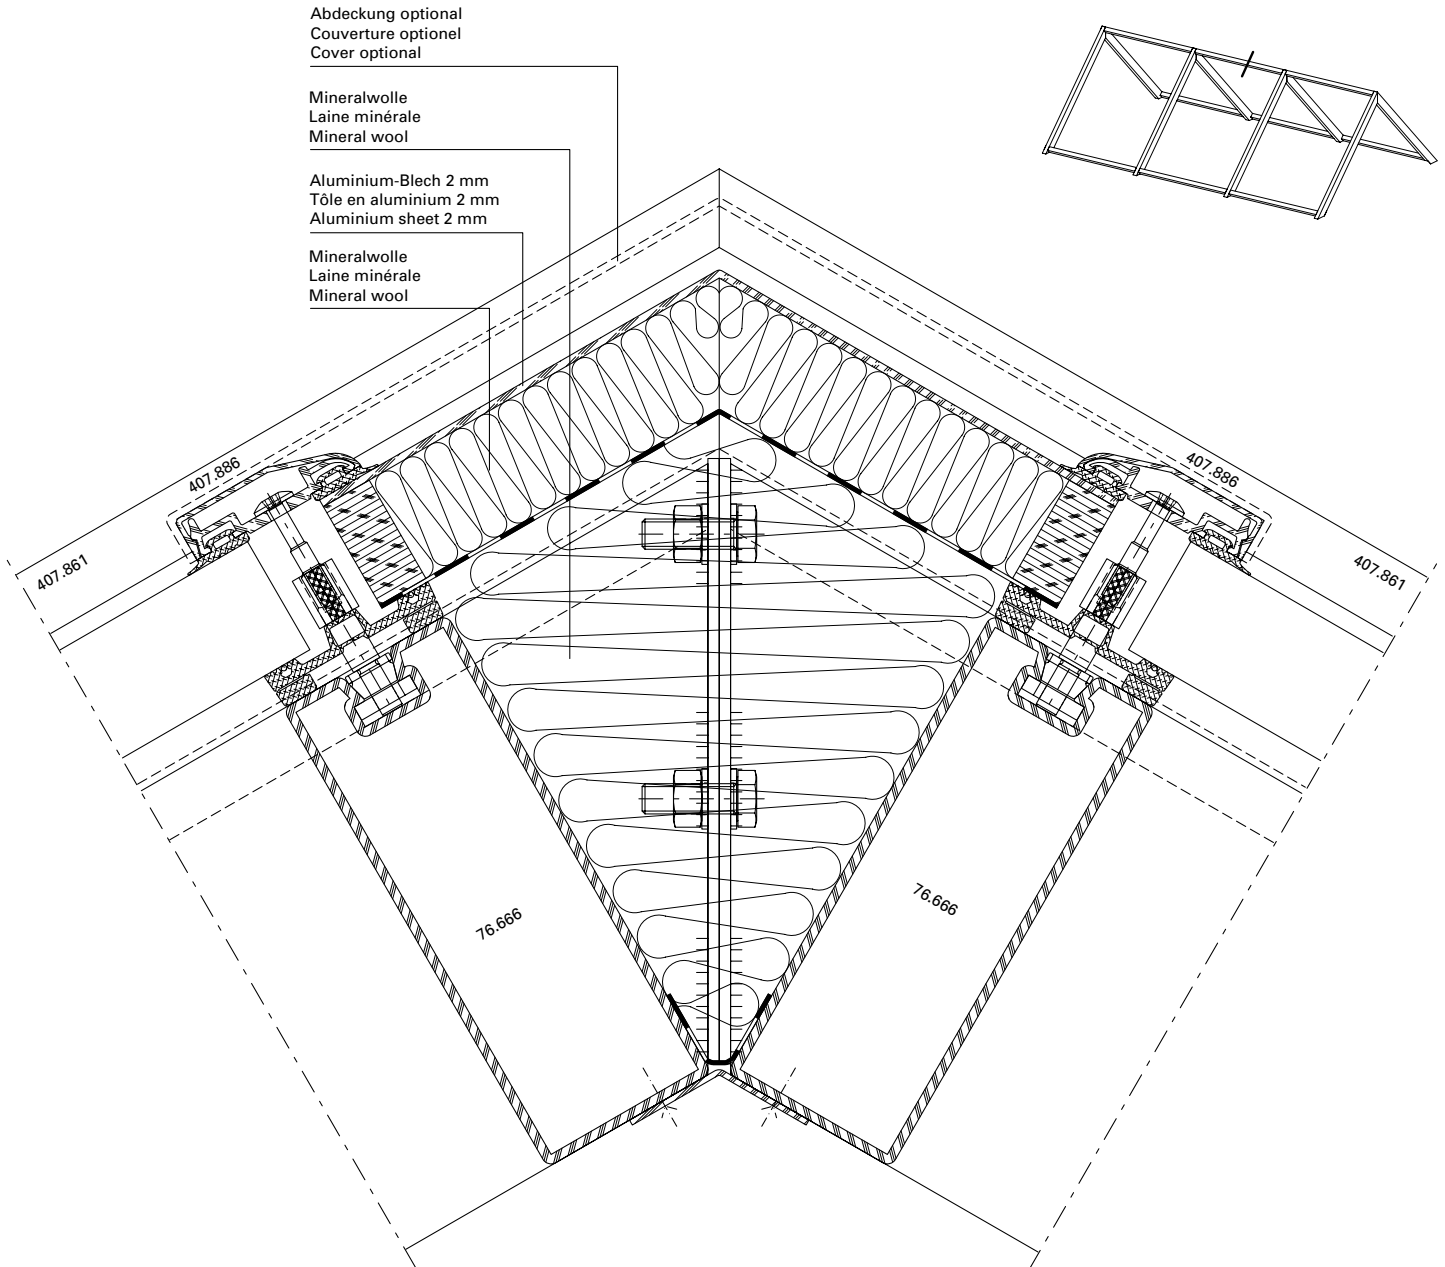 Abdeckung optional
Couverture optionel
Cover optional
Mineralwolle
Laine minérale
Mineral wool
Aluminium-Blech 2 mm
Tôle en aluminium 2 mm
Aluminium sheet 2 mm
Mineralwolle
Laine minérale
Mineral wool
407.886
407.886
407.861
407.861
76.666
76.666